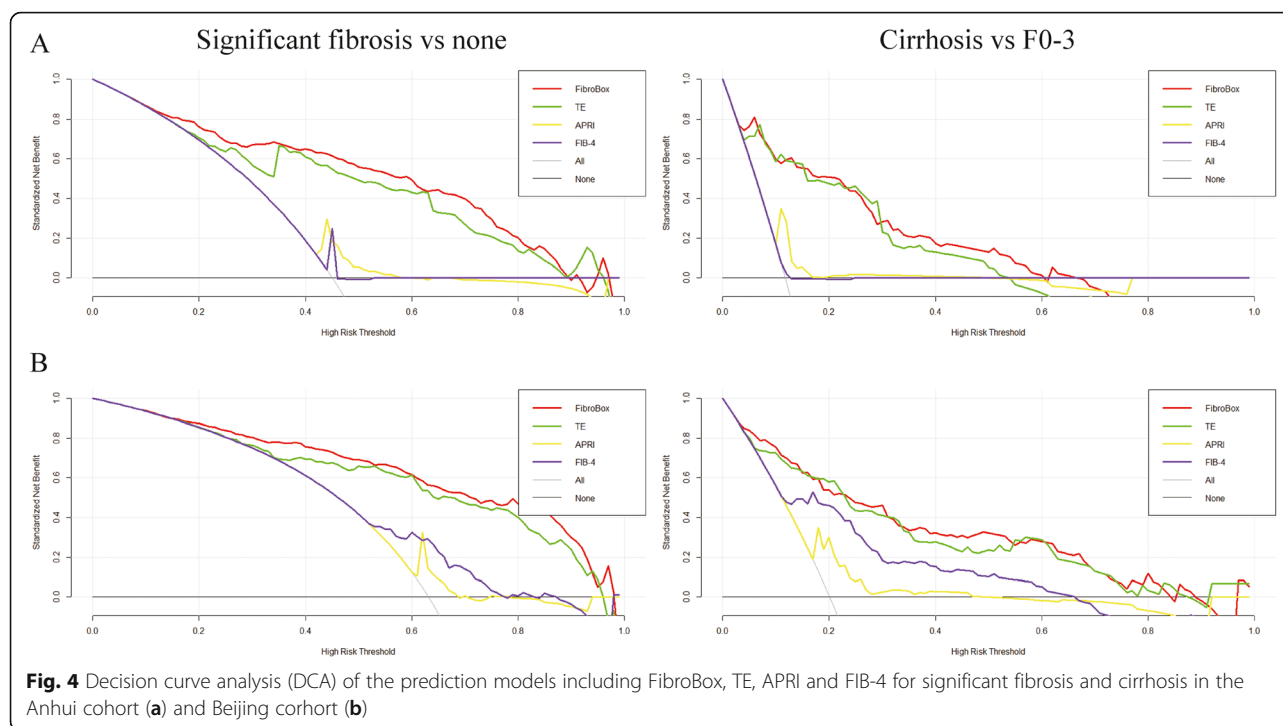 A
Significant fibrosis vs none
Cirrhosis vs F0-3
Standardized Net Benefit
1.0
0.8
0.6
0.4
0.2
0.0
FibroBox
TE
APRI
FIB-4
All
None
0.0 0.2 0.4 0.6 0.8 1.0
High Risk Threshold
Standardized Net Benefit
1.0
0.8
0.6
0.4
0.2
0.0
FibroBox
TE
APRI
FIB-4
All
None
0.0 0.2 0.4 0.6 0.8 1.0
High Risk Threshold
B
Standardized Net Benefit
1.0
0.8
0.6
0.4
0.2
0.0
FibroBox
TE
APRI
FIB-4
All
None
0.0 0.2 0.4 0.6 0.8 1.0
High Risk Threshold
Standardized Net Benefit
1.0
0.8
0.6
0.4
0.2
0.0
FibroBox
TE
APRI
FIB-4
All
None
0.0 0.2 0.4 0.6 0.8 1.0
High Risk Threshold
Fig. 4 Decision curve analysis (DCA) of the prediction models including FibroBox, TE, APRI and FIB-4 for significant fibrosis and cirrhosis in the
Anhui cohort (a) and Beijing corhort (b)